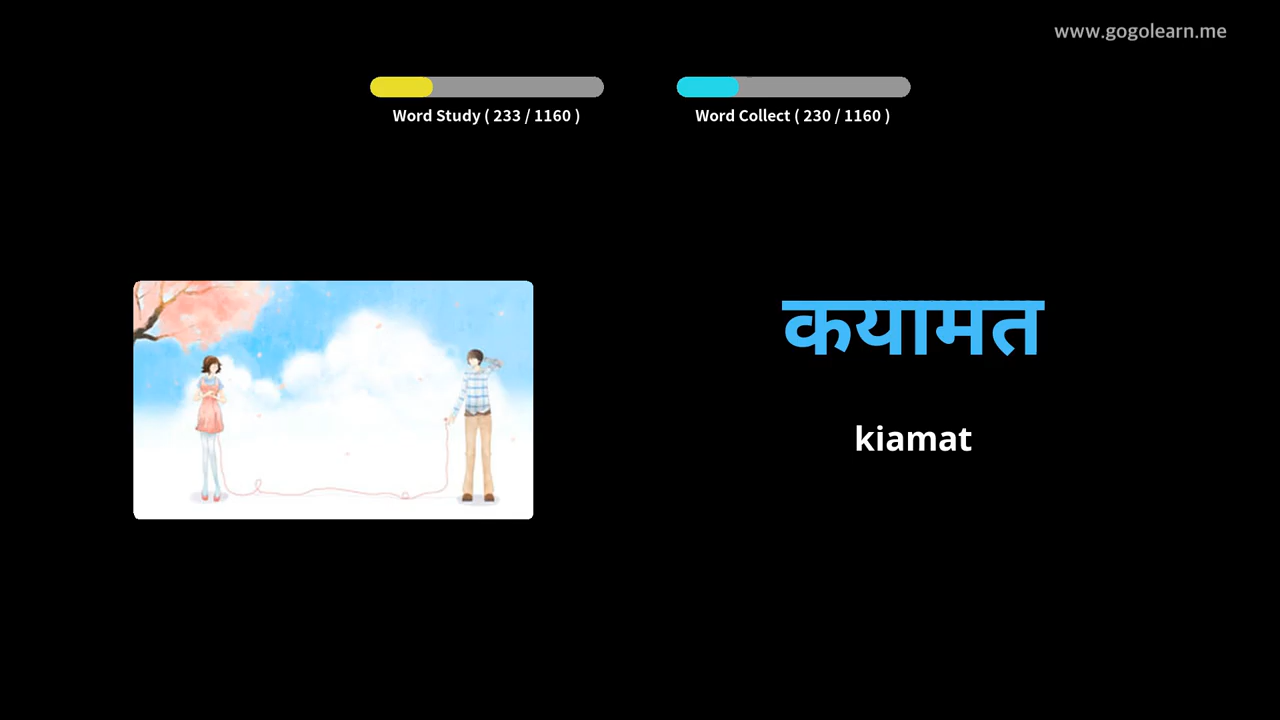 www.gogolearn.me
Word Study ( 233 / 1160 )
Word Collect ( 230 / 1160 )
कयामत
kiamat